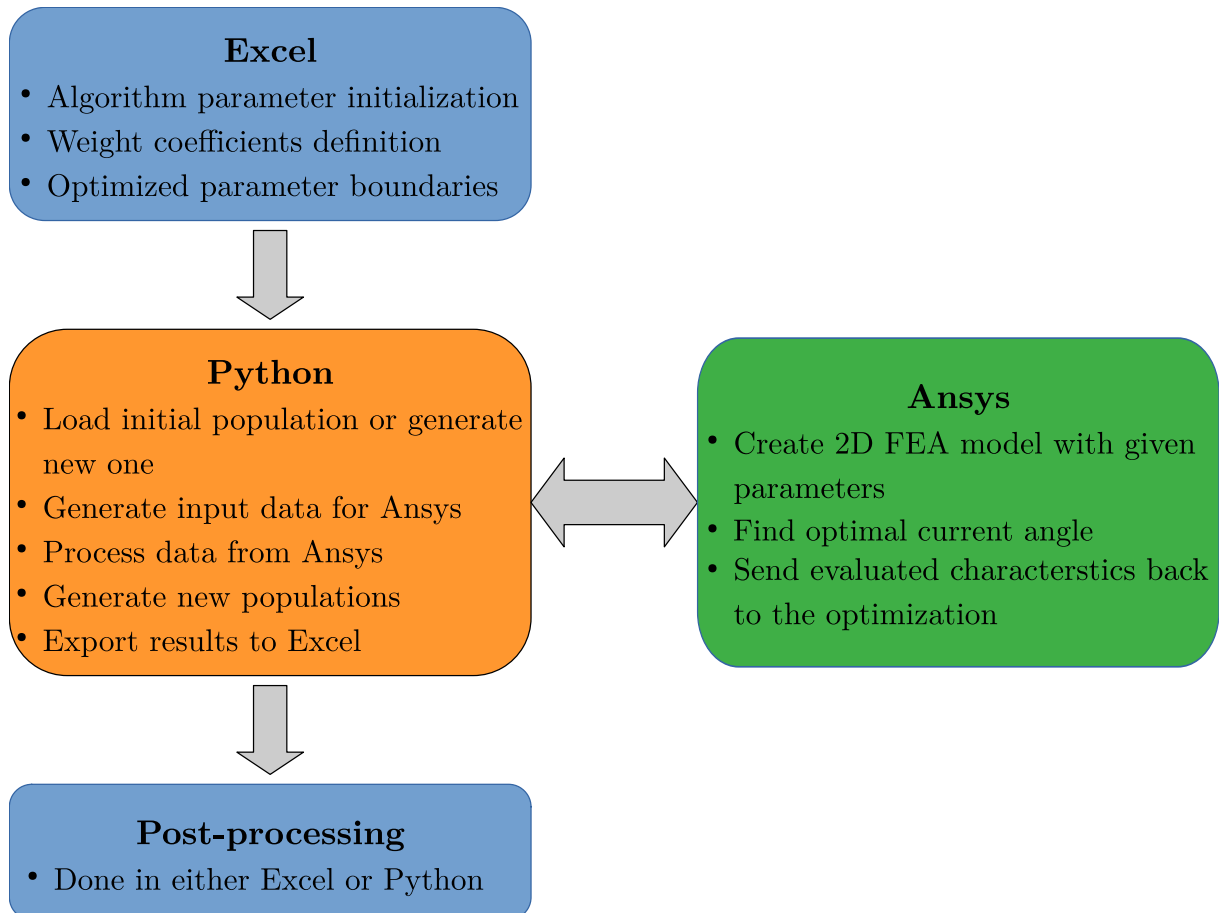 Excel
• Algorithm parameter initialization
• Weight coefficients definition
• Optimized parameter boundaries
Python
• Load initial population or generate
new one
• Generate input data for Ansys
• Process data from Ansys
• Generate new populations
• Export results to Excel
Ansys
• Create 2D FEA model with given
parameters
• Find optimal current angle
• Send evaluated characterstics back
to the optimization
Post-processing
• Done in either Excel or Python